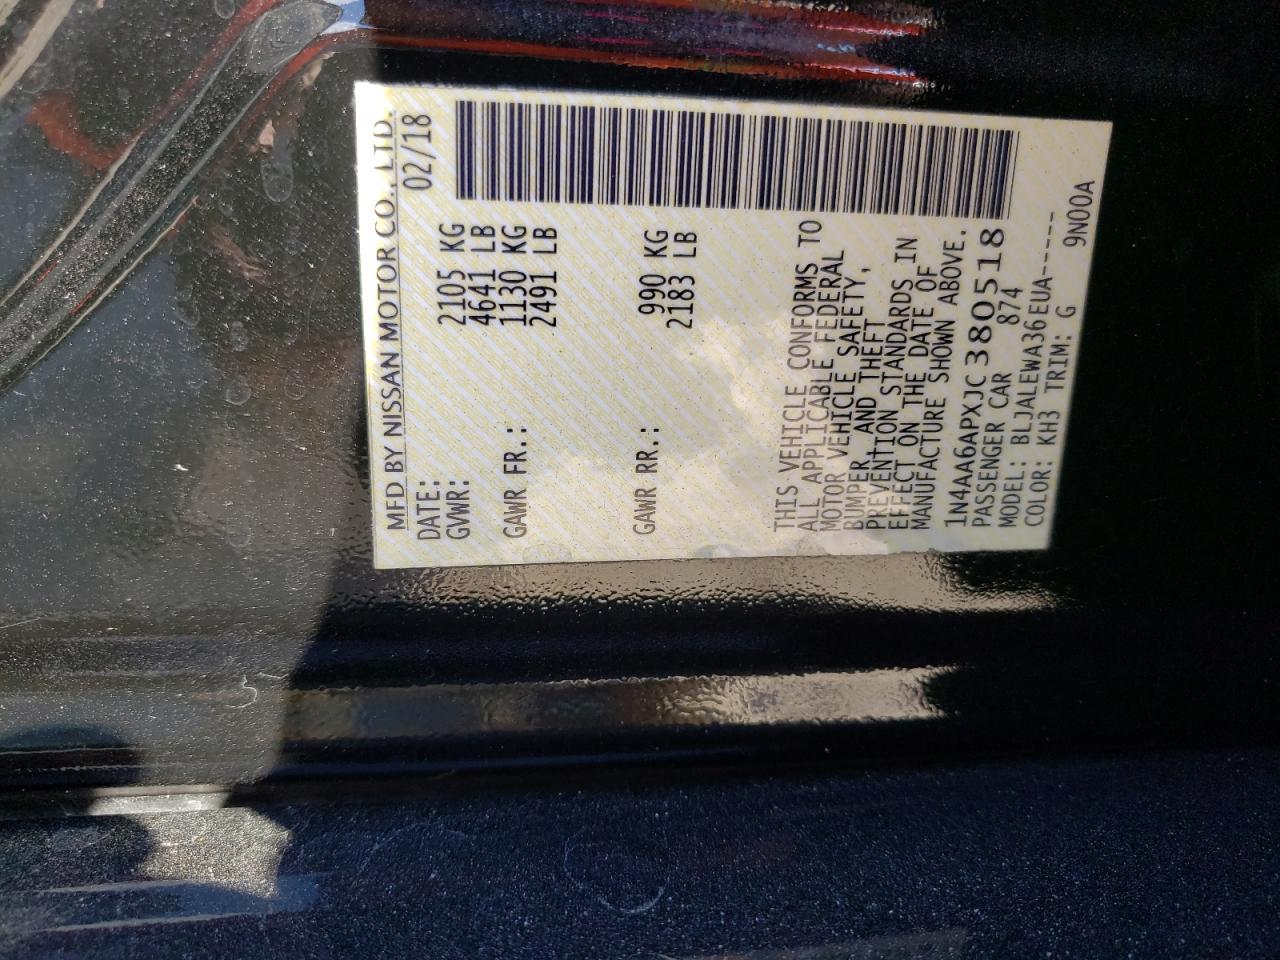 MFD BY NISSAN MOTOR CO., LTD.
DATE: 02/18
GVWR: 2105 KG
4641 LB
GAWR FR.: 1130 KG
2491 LB
GAWR RR.: 990 KG
2183 LB
THIS VEHICLE CONFORMS TO
ALL APPLICABLE FEDERAL
MOTOR VEHICLE SAFETY,
BUMPER, AND THEFT
PREVENTION STANDARDS IN
EFFECT ON THE DATE OF
MANUFACTURE SHOWN ABOVE.
1N4AA6APXJC380518
PASSENGER CAR 874
MODEL: BLJALEWA36EUA-----
COLOR: KH3 TRIM: G 9N00A